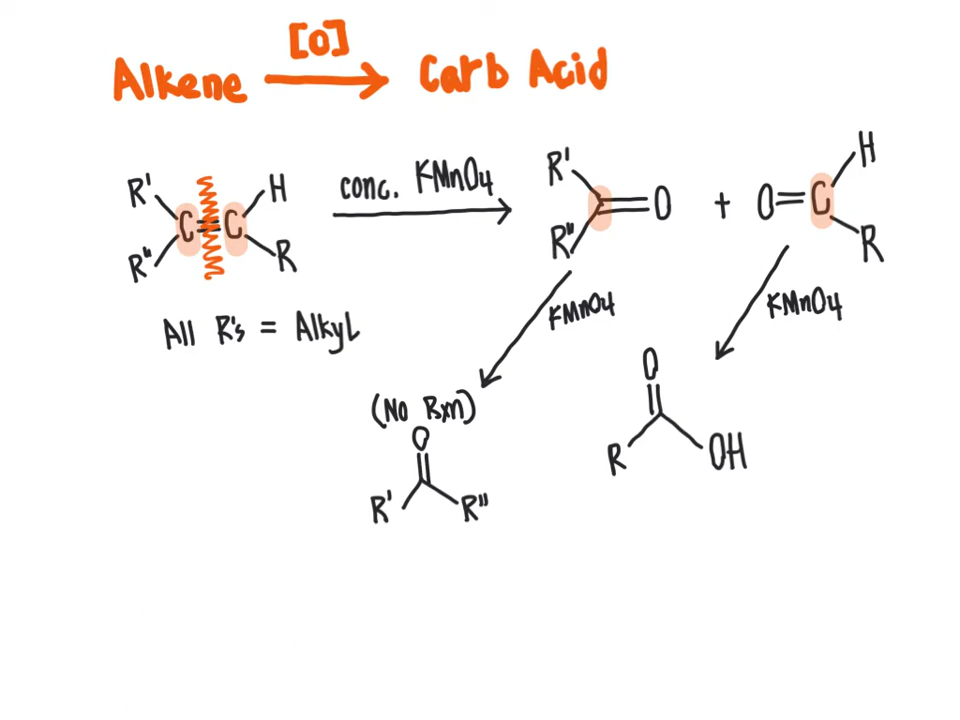 [O]
Alkene → Carb Acid
R' H
C=C
R" R
conc. KMnO4
R'
R"
=O + O=C
H
R
All R's = Alkyl
KMnO4
KMnO4
(No Rxn)
O
R' R"
O
R OH